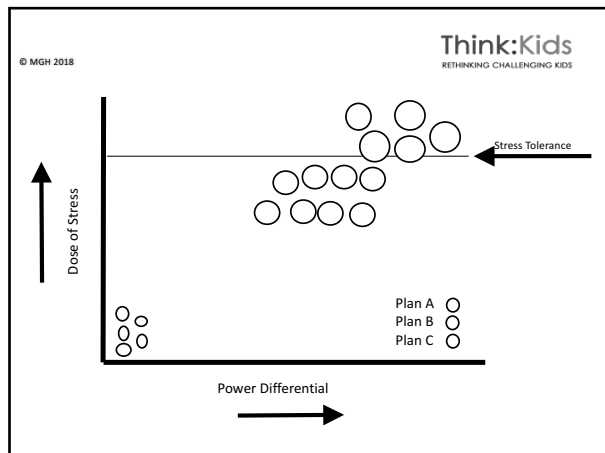 Think:Kids
RETHINKING CHALLENGING KIDS
© MGH 2018
Stress Tolerance
Dose of Stress
Plan A
Plan B
Plan C
Power Differential